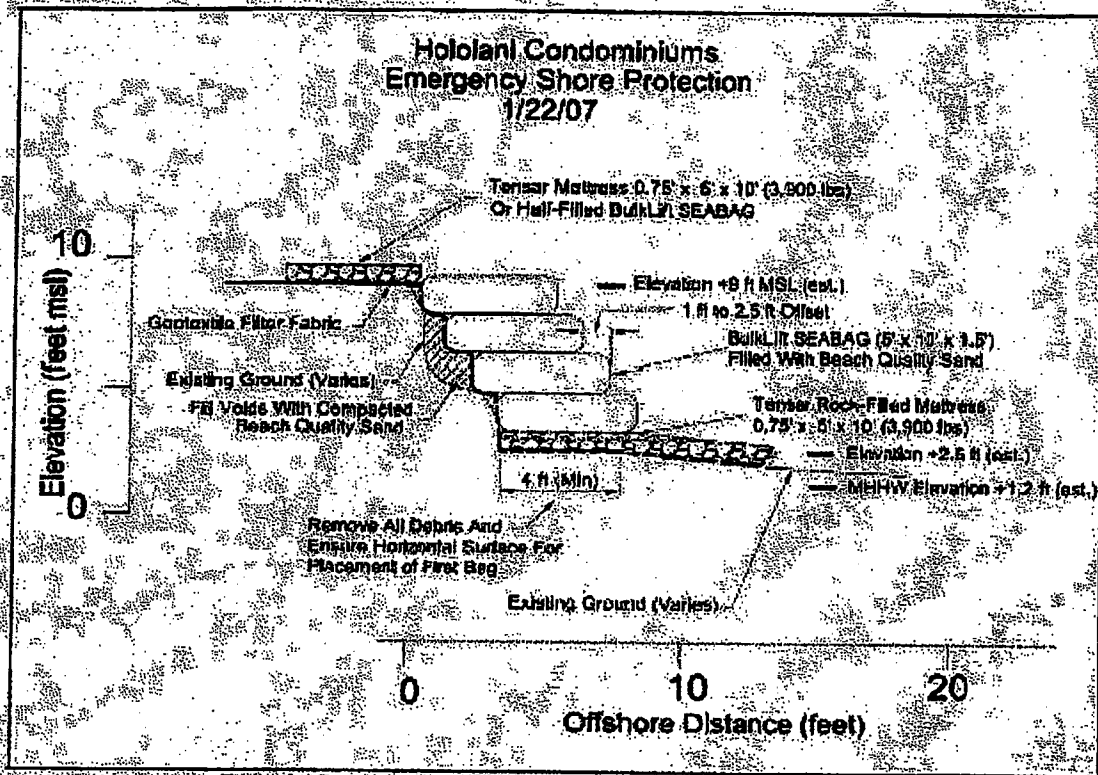 Hololani Condominiums
Emergency Shore Protection
1/22/07
Tensar Mattress 0.75' x 5' x 10' (3,900 lbs)
Or Half-Filled BulkLift SEABAG
10
Elevation +9 ft MSL (est.)
Geotextile Filter Fabric
1 ft to 2.5 ft Offset
BulkLift SEABAG (5' x 10' x 1.5')
Filled With Beach Quality Sand
Existing Ground (Varies)
Fill Voids With Compacted
Beach Quality Sand
Tensar Rock-Filled Mattress
0.75' x 5' x 10' (3,900 lbs)
Elevation (feet msl)
Elevation +2.5 ft (est.)
4 ft (Min)
MHHW Elevation +1.2 ft (est.)
0
Remove All Debris And
Ensure Horizontal Surface For
Placement of First Bag
Existing Ground (Varies)
0
10
20
Offshore Distance (feet)